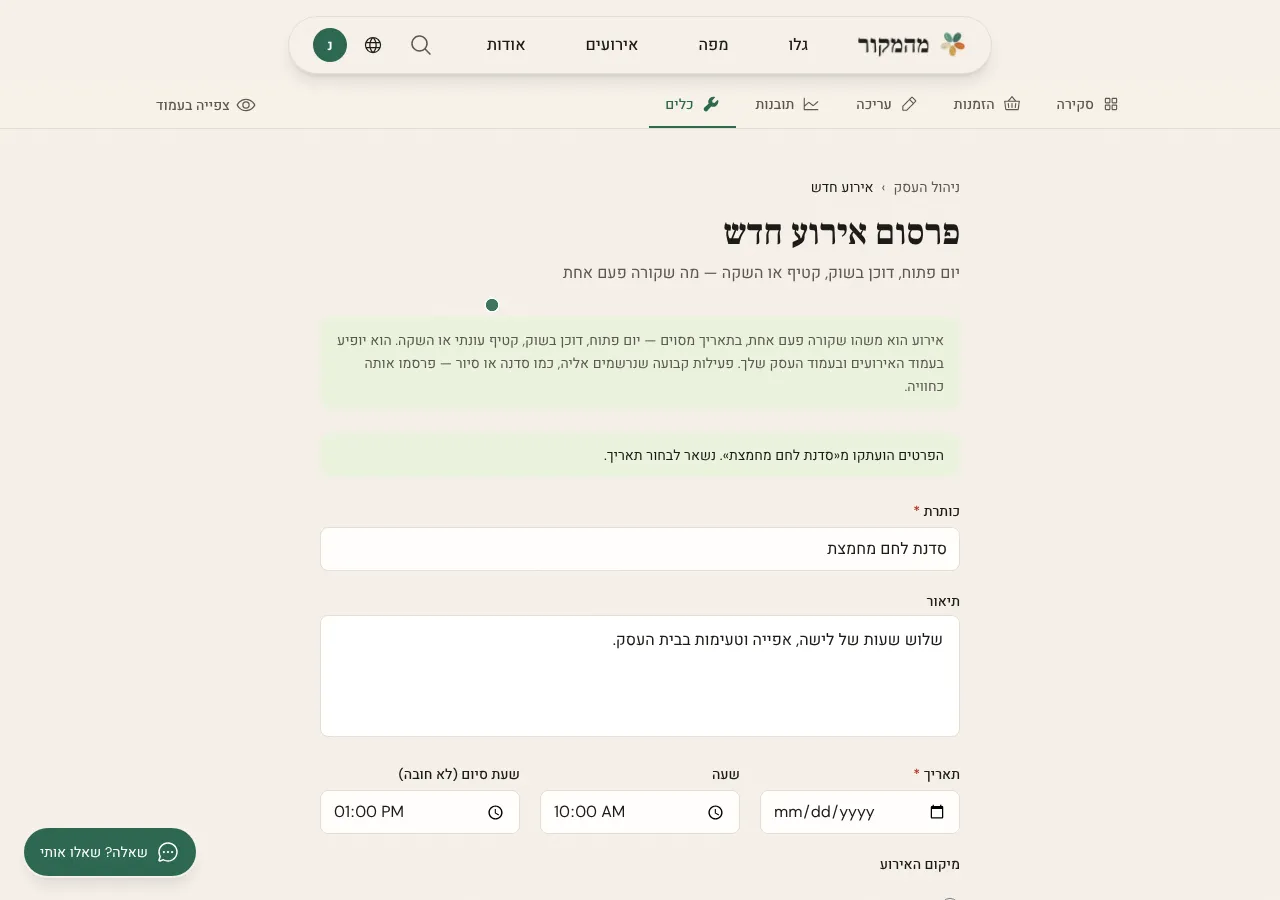 מהמקור
גלו
מפה
אירועים
אודות
נ
סקירה
הזמנות
עריכה
תובנות
כלים
צפייה בעמוד
ניהול העסק › אירוע חדש
פרסום אירוע חדש
יום פתוח, דוכן בשוק, קטיף או השקה — מה שקורה פעם אחת
אירוע הוא משהו שקורה פעם אחת, בתאריך מסוים — יום פתוח, דוכן בשוק, קטיף עונתי או השקה. הוא יופיע
בעמוד האירועים ובעמוד העסק שלך. פעילות קבועה שנרשמים אליה, כמו סדנה או סיור — פרסמו אותה
כחוויה.
הפרטים הועתקו מ«סדנת לחם מחמצת». נשאר לבחור תאריך.
כותרת *
סדנת לחם מחמצת
תיאור
שלוש שעות של לישה, אפייה וטעימות בבית העסק.
תאריך *
שעה
שעת סיום (לא חובה)
mm/dd/yyyy
10:00 AM
01:00 PM
מיקום האירוע
שאלה? שאלו אותי